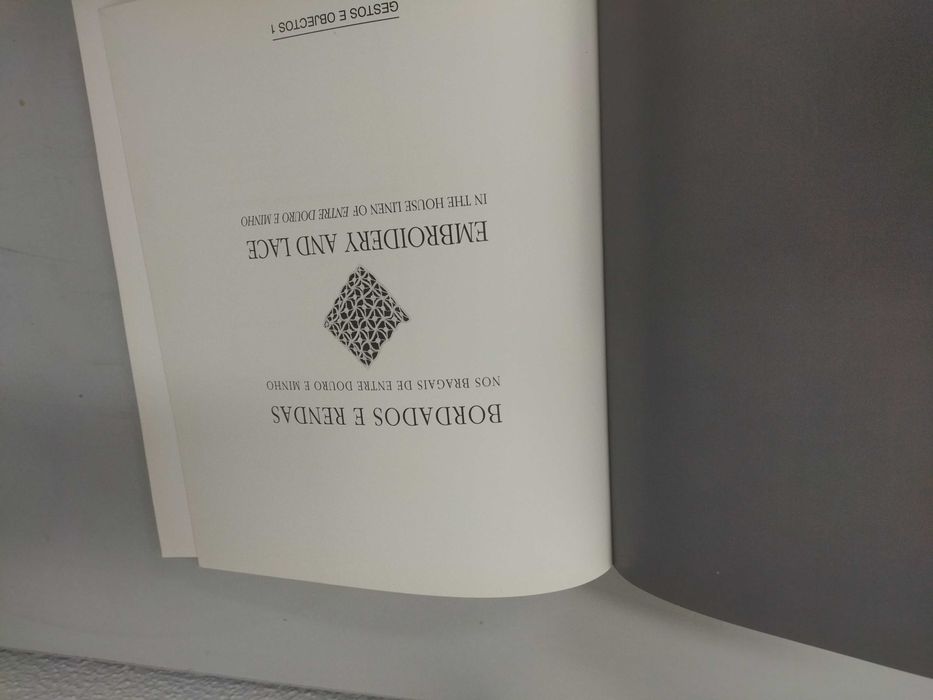 BORDADOS E RENDAS
NOS BRAGAIS DE ENTRE DOURO E MINHO
EMBROIDERY AND LACE
IN THE HOUSE LINEN OF ENTRE DOURO E MINHO
GESTOS E OBJECTOS 1